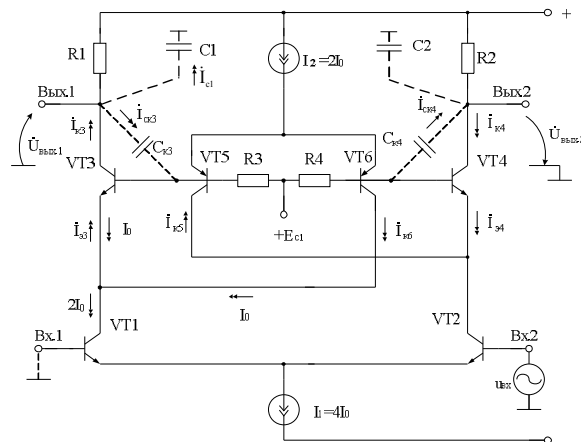 +
R1
C1
C2
R2
I₂=2I₀
İc1
Вых.1
Вых.2
İк3
İск3
İск4
İк4
U̇вых.1
Cк3
Cк4
U̇вых.2
VT3
VT5
R3
R4
VT6
VT4
İэ3
I₀
İк5
+Ec1
İк6
İэ4
2I₀
I₀
Вх.1
VT1
VT2
Вх.2
I₁=4I₀
uвх
-